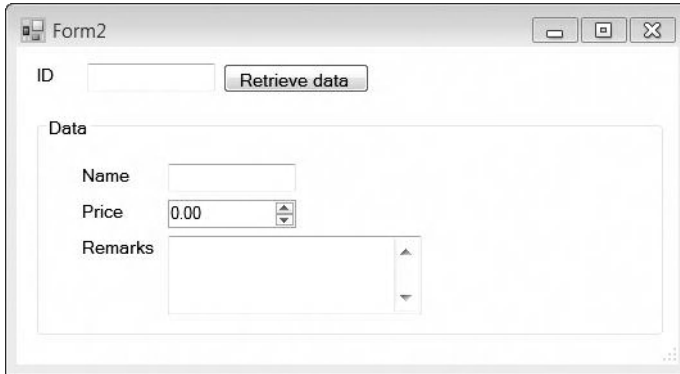 Form2
ID Retrieve data
Data
Name
Price 0.00
Remarks